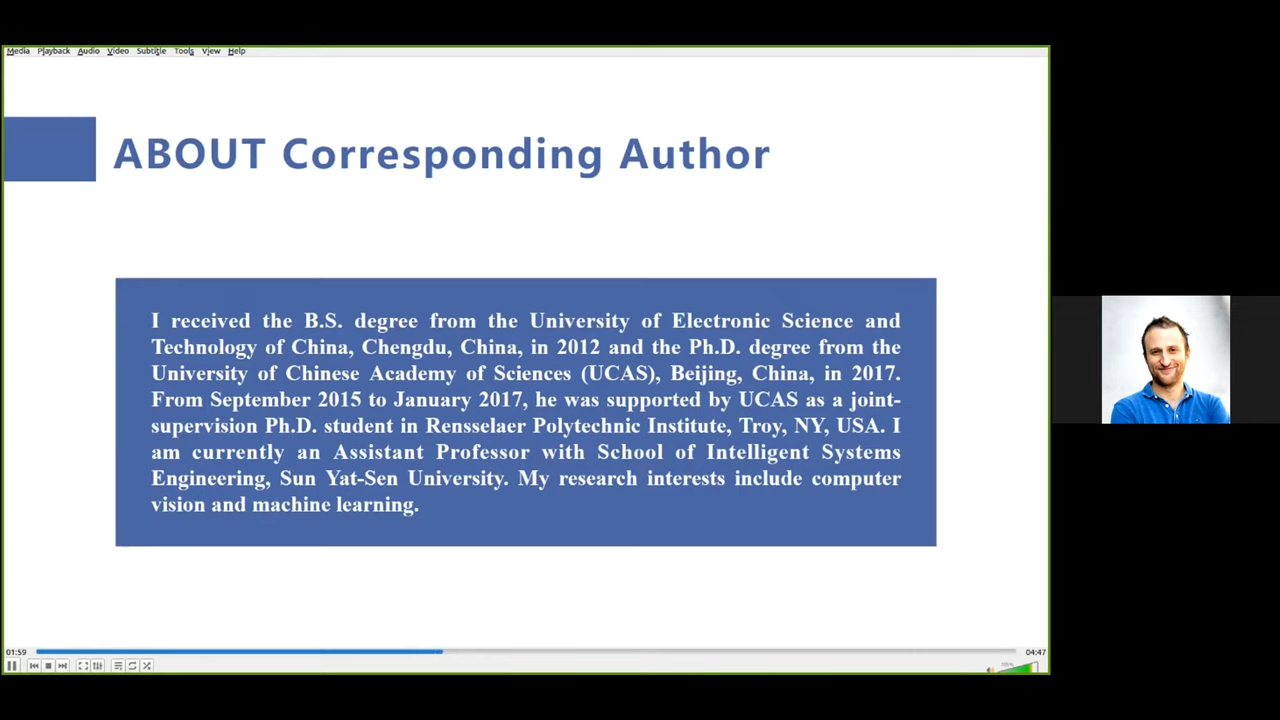 Media Playback Audio Video Subtitle Tools View Help
ABOUT Corresponding Author
I received the B.S. degree from the University of Electronic Science and
Technology of China, Chengdu, China, in 2012 and the Ph.D. degree from the
University of Chinese Academy of Sciences (UCAS), Beijing, China, in 2017.
From September 2015 to January 2017, he was supported by UCAS as a joint-
supervision Ph.D. student in Rensselaer Polytechnic Institute, Troy, NY, USA. I
am currently an Assistant Professor with School of Intelligent Systems
Engineering, Sun Yat-Sen University. My research interests include computer
vision and machine learning.
01:59
04:47